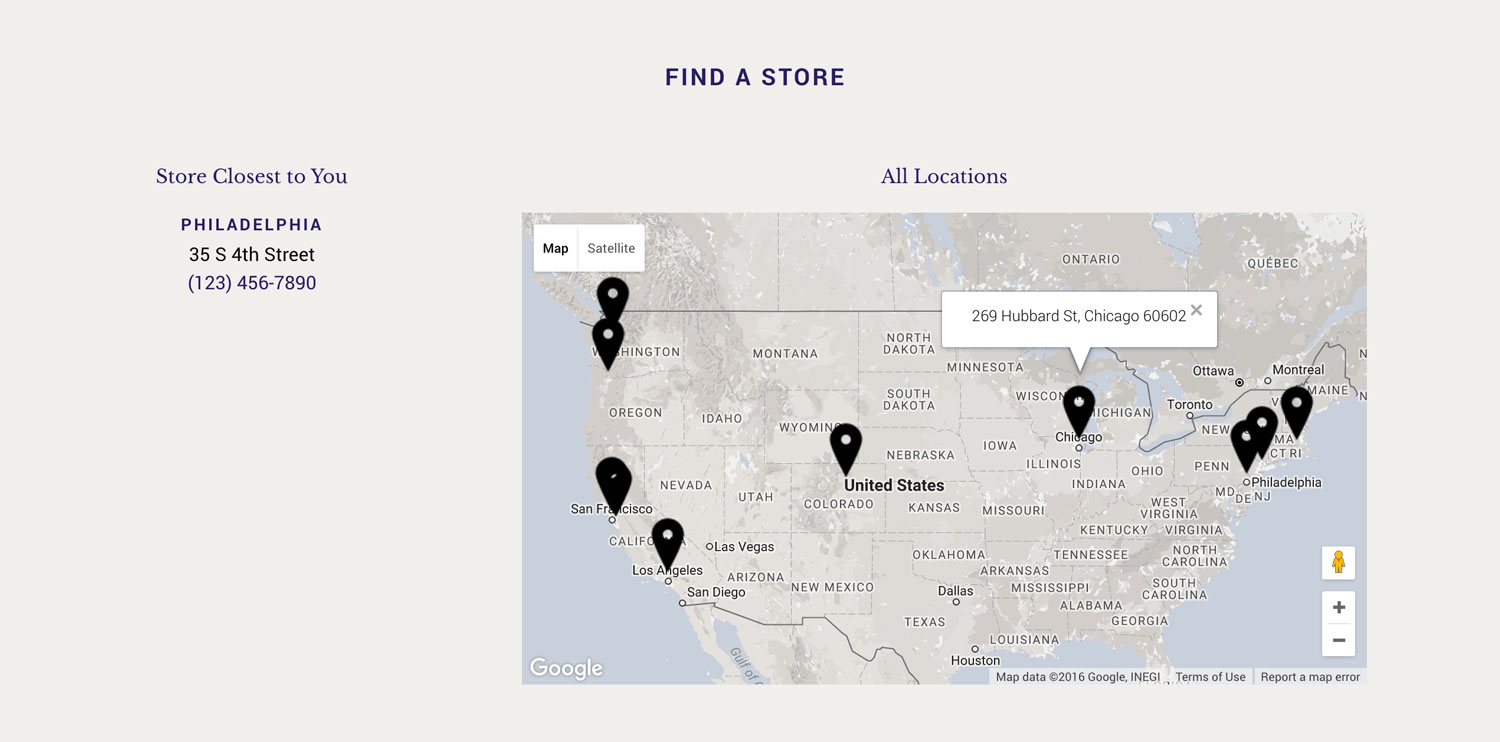 FIND A STORE
Store Closest to You
PHILADELPHIA
35 S 4th Street
(123) 456-7890
All Locations
Map Satellite
ONTARIO
QUÉBEC
269 Hubbard St, Chicago 60602 ×
MONTANA
NORTH
DAKOTA
MINNESOTA
Ottawa
Montreal
MAINE
OREGON
IDAHO
WYOMING
SOUTH
DAKOTA
Toronto
NEW
MA
CT RI
Chicago
IOWA
NEBRASKA
ILLINOIS
INDIANA
OHIO
PENN
Philadelphia
MD
DE NJ
United States
NEVADA
UTAH
COLORADO
KANSAS
MISSOURI
WEST
VIRGINIA
KENTUCKY
VIRGINIA
San Francisco
Las Vegas
Los Angeles
San Diego
ARIZONA
NEW MEXICO
OKLAHOMA
ARKANSAS
TENNESSEE
NORTH
CAROLINA
Dallas
MISSISSIPPI
SOUTH
CAROLINA
ALABAMA
GEORGIA
TEXAS
LOUISIANA
Houston
Gulf of
+
−
Google
Map data ©2016 Google, INEGI
Terms of Use
Report a map error